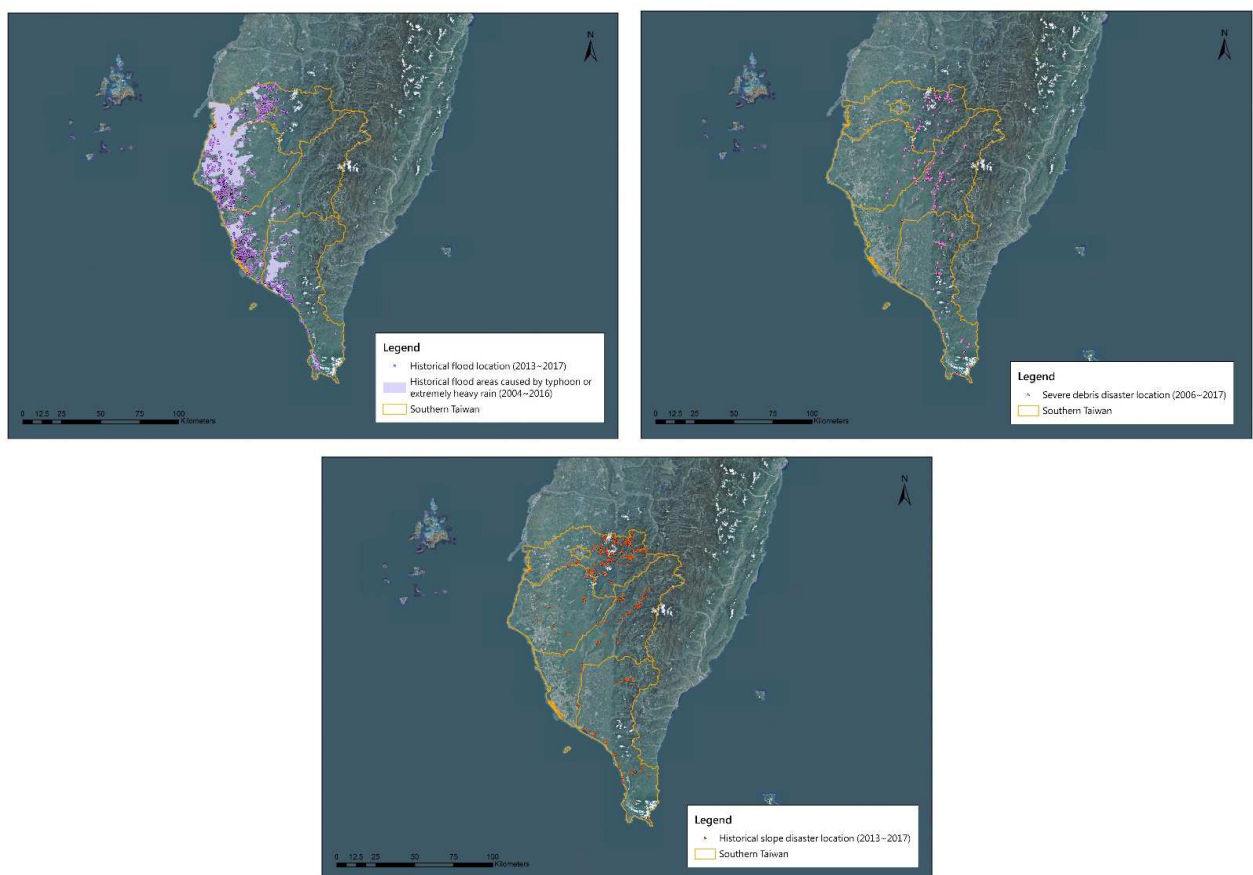 N
Legend
Historical flood location (2013~2017)
Historical flood areas caused by typhoon or
extremely heavy rain (2004~2016)
Southern Taiwan
0 12.5 25 50 75 100
Kilometers
N
Legend
Severe debris disaster location (2006~2017)
Southern Taiwan
0 12.5 25 50 75 100
Kilometers
N
Legend
Historical slope disaster location (2013~2017)
Southern Taiwan
0 12.5 25 50 75 100
Kilometers